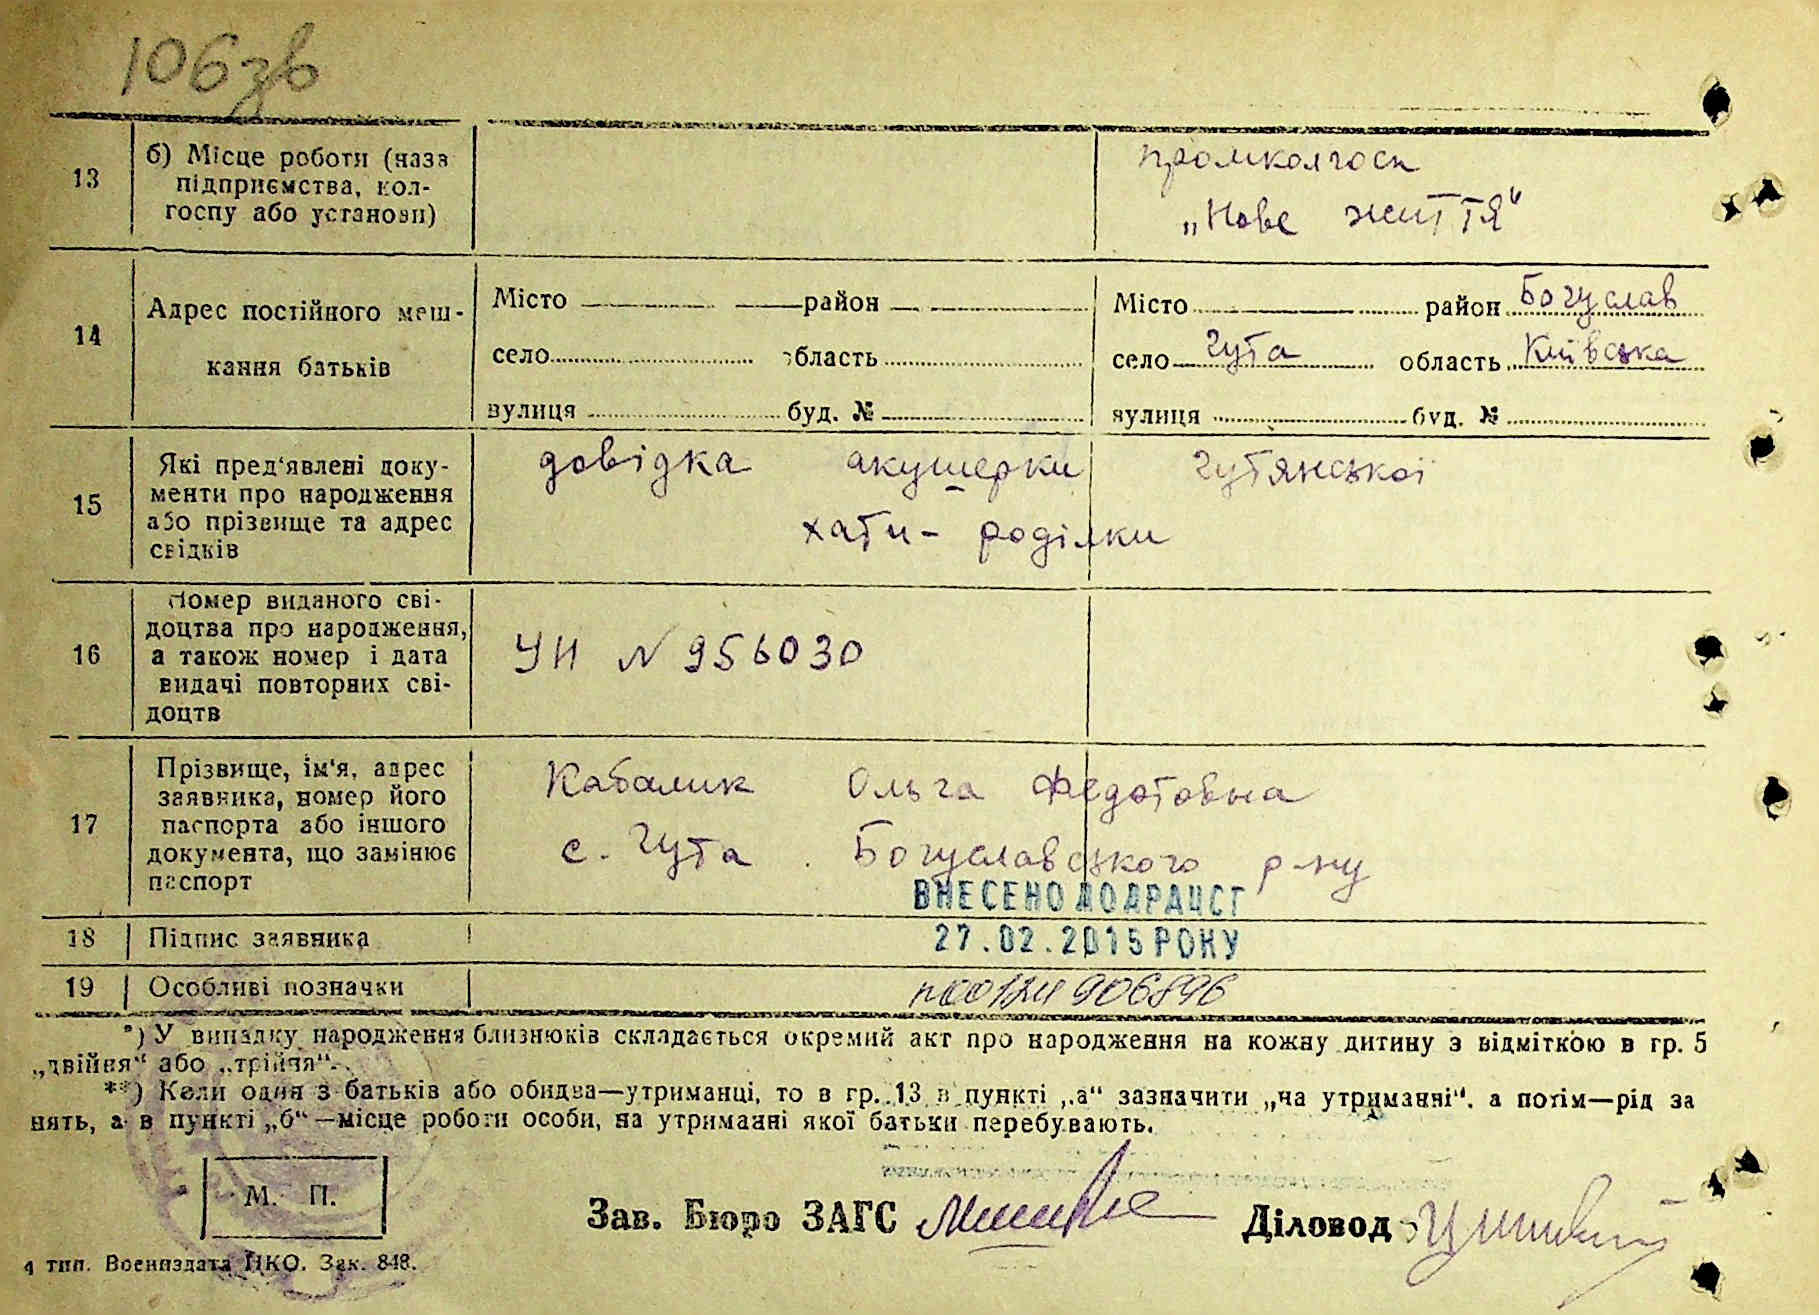 106зв
13
б) Місце роботи (назв
підприємства, кол-
госпу або установи)
промколгосп
„Нове життя“
14
Адрес постійного меш-
кання батьків
Місто район
село область
вулиця буд. №
Місто район Богуслав
село Гута область Київська
вулиця буд. №
15
Які пред‘явлені доку-
менти про народження
або прізвище та адрес
свідків
довідка акушерки Гутянської
хати- роділки
16
Номер виданого сві-
доцтва про народження,
а також номер і дата
видачі повторних сві-
доцтв
УН N 956030
17
Прізвище, ім‘я, адрес
заявника, номер його
паспорта або іншого
документа, що замінює
паспорт
Кабалик Ольга Федотовна
с. Гута . Богуславського р-ну
ВНЕСЕНО ДО ДРАЦСГ
27.02.2015 РОКУ
18 Підпис заявника
19 Особливі позначки
*) У випадку народження близнюків складається окремий акт про народження на кожну дитину з відміткою в гр. 5
„двійня“ або „трійня“.
**) Коли один з батьків або обидва—утриманці, то в гр. 13 в пункті „а“ зазначити „на утриманні“, а потім—рід за
нять, а в пункті „б“—місце роботи особи, на утриманні якої батьки перебувають.
М. П.
Зав. Бюро ЗАГС
Діловод
4 тип. Воениздата НКО. Зак. 848.